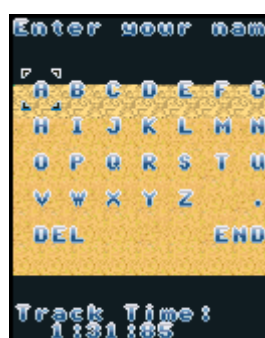 Enter your nam
A B C D E F G
H I J K L M N
O P Q R S T U
V W X Y Z .
DEL END
Track Time:
1:31:85